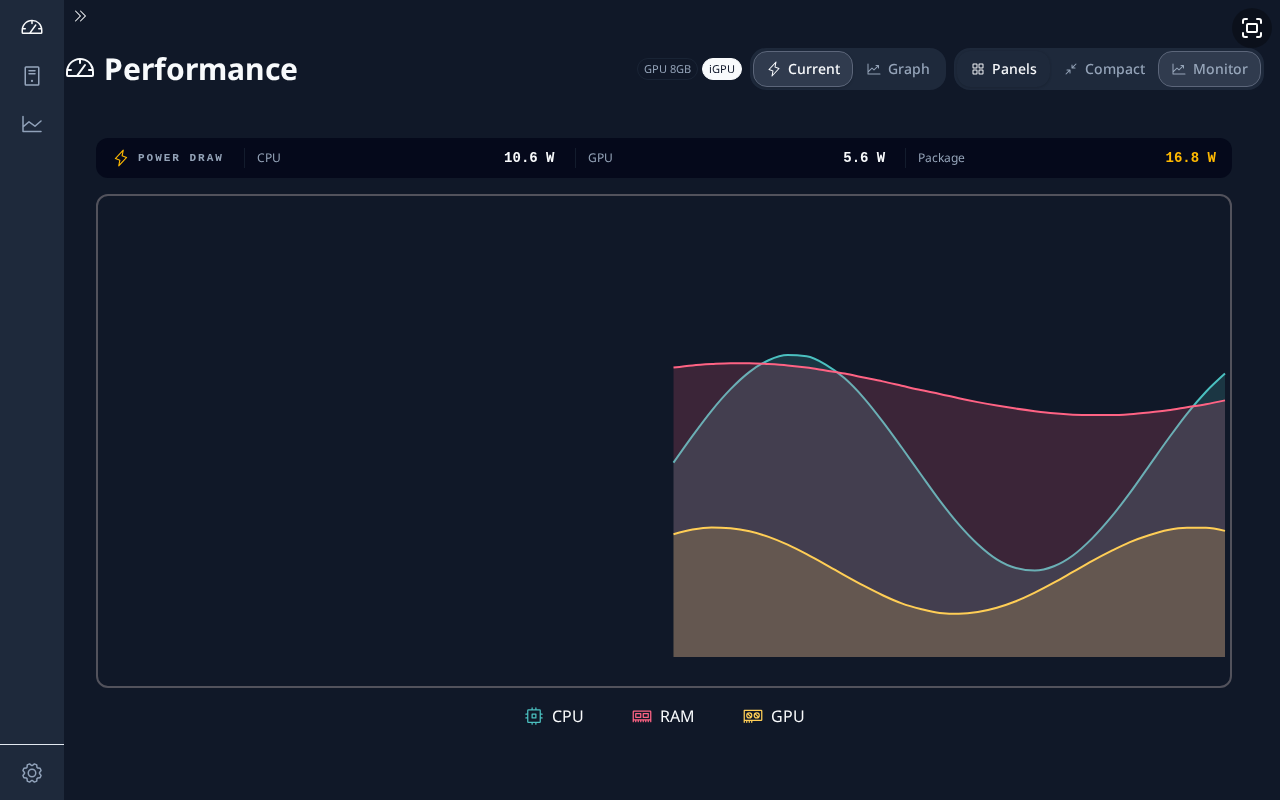 Performance
GPU 8GB iGPU Current Graph Panels Compact Monitor
POWER DRAW CPU 10.6 W GPU 5.6 W Package 16.8 W
CPU RAM GPU